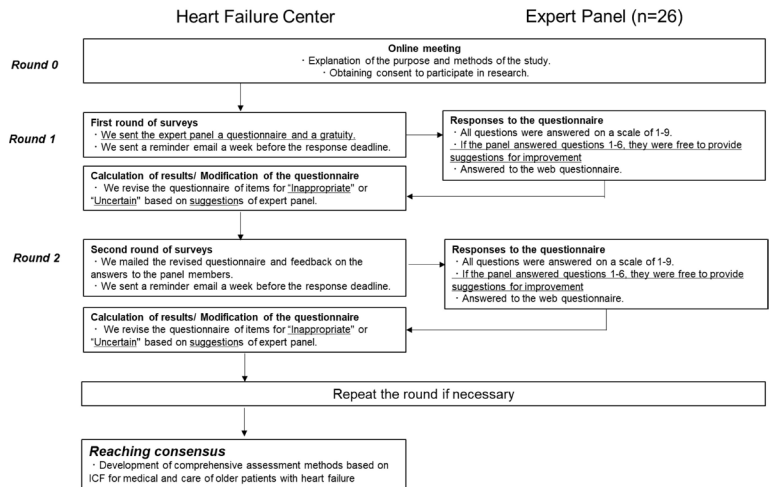 Heart Failure Center
Expert Panel (n=26)
Round 0
Online meeting
・Explanation of the purpose and methods of the study.
・Obtaining consent to participate in research.
Round 1
First round of surveys
・We sent the expert panel a questionnaire and a gratuity.
・We sent a reminder email a week before the response deadline.
Responses to the questionnaire
・All questions were answered on a scale of 1-9.
・If the panel answered questions 1-6, they were free to provide
suggestions for improvement
・Answered to the web questionnaire.
Calculation of results/ Modification of the questionnaire
・We revise the questionnaire of items for "Inappropriate" or
"Uncertain" based on suggestions of expert panel.
Round 2
Second round of surveys
・We mailed the revised questionnaire and feedback on the
answers to the panel members.
・We sent a reminder email a week before the response deadline.
Responses to the questionnaire
・All questions were answered on a scale of 1-9.
・If the panel answered questions 1-6, they were free to provide
suggestions for improvement
・Answered to the web questionnaire.
Calculation of results/ Modification of the questionnaire
・We revise the questionnaire of items for "Inappropriate" or
"Uncertain" based on suggestions of expert panel.
Repeat the round if necessary
Reaching consensus
・Development of comprehensive assessment methods based on
ICF for medical and care of older patients with heart failure